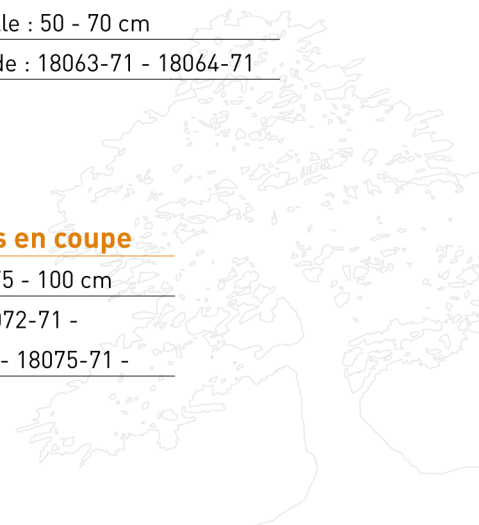 lle : 50 - 70 cm
de : 18063-71 - 18064-71
s en coupe
75 - 100 cm
072-71 -
- 18075-71 -